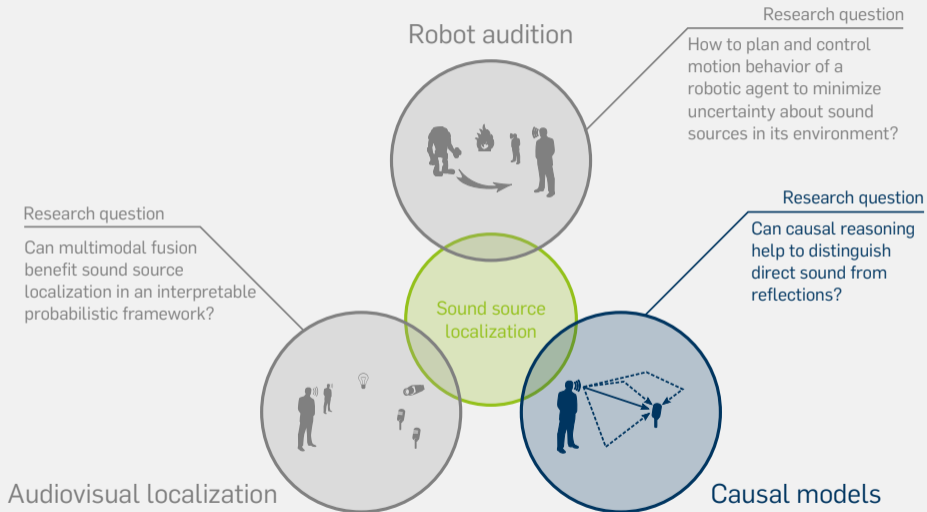 Robot audition
Research question
How to plan and control
motion behavior of a
robotic agent to minimize
uncertainty about sound
sources in its environment?
Research question
Can multimodal fusion
benefit sound source
localization in an interpretable
probabilistic framework?
Research question
Can causal reasoning
help to distinguish
direct sound from
reflections?
Sound source
localization
Audiovisual localization
Causal models